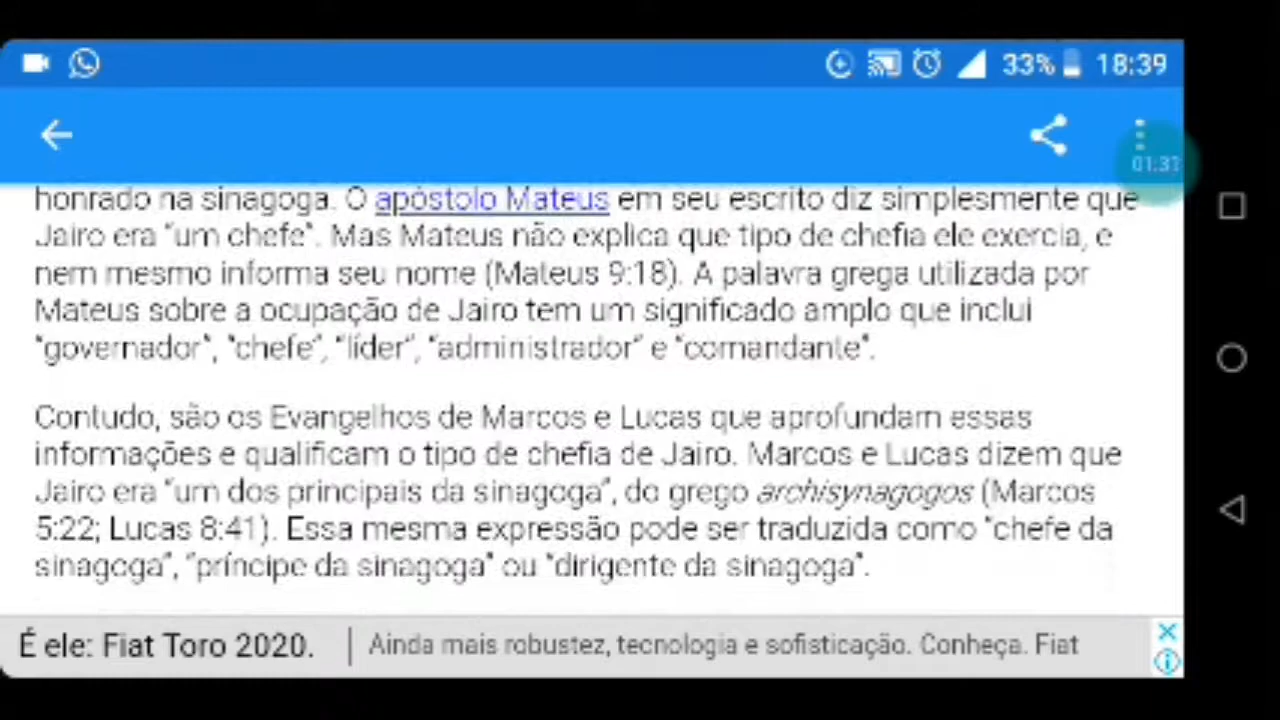 33% 18:39
01:31
honrado na sinagoga. O apóstolo Mateus em seu escrito diz simplesmente que
Jairo era "um chefe". Mas Mateus não explica que tipo de chefia ele exercia, e
nem mesmo informa seu nome (Mateus 9:18). A palavra grega utilizada por
Mateus sobre a ocupação de Jairo tem um significado amplo que inclui
"governador", "chefe", "líder", "administrador" e "comandante".
Contudo, são os Evangelhos de Marcos e Lucas que aprofundam essas
informações e qualificam o tipo de chefia de Jairo. Marcos e Lucas dizem que
Jairo era "um dos principais da sinagoga", do grego archisynagogos (Marcos
5:22; Lucas 8:41). Essa mesma expressão pode ser traduzida como "chefe da
sinagoga", "príncipe da sinagoga" ou "dirigente da sinagoga".
É ele: Fiat Toro 2020. Ainda mais robustez, tecnologia e sofisticação. Conheça. Fiat